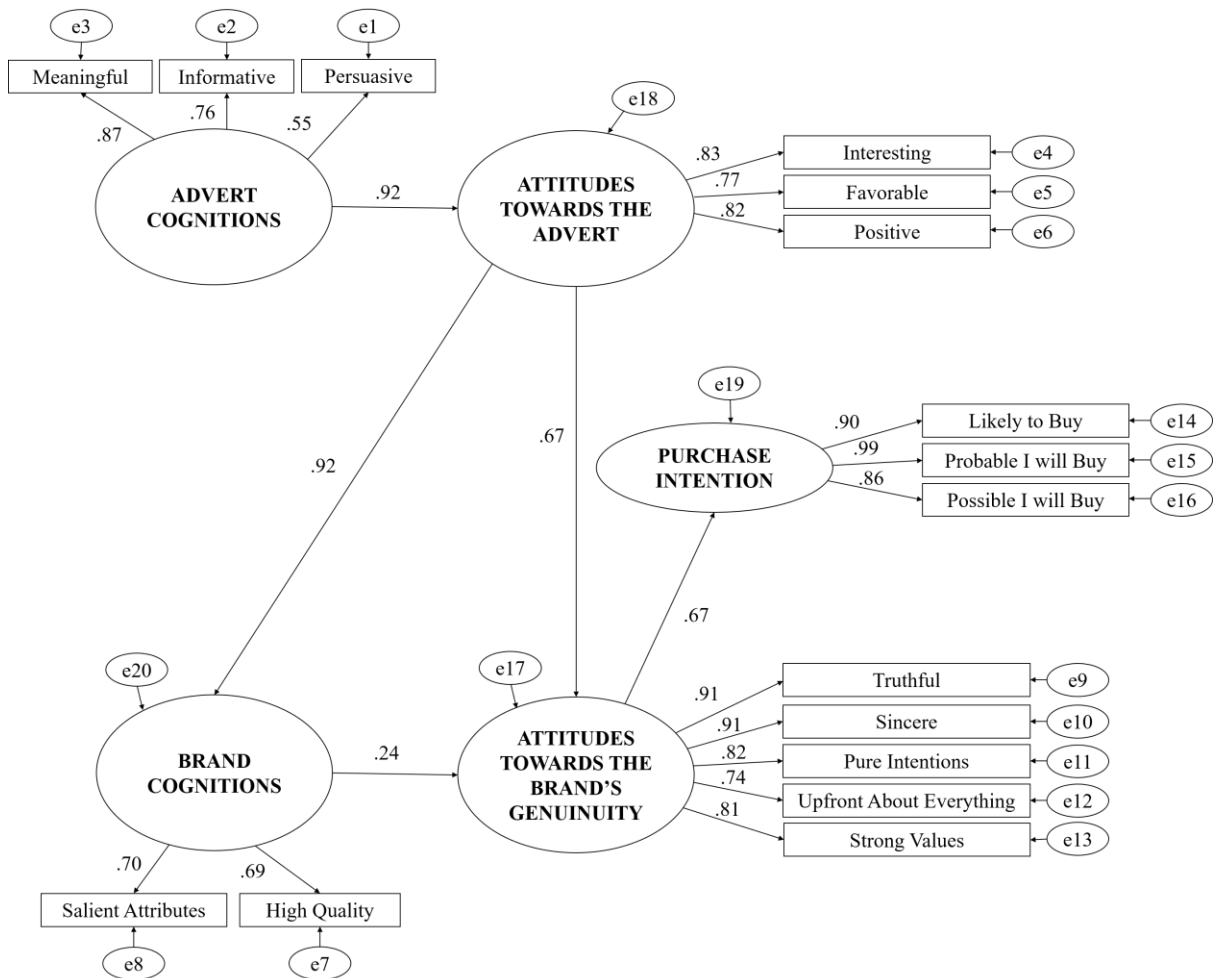 e3
e2
e1
Meaningful
Informative
Persuasive
.87
.76
.55
e18
ADVERT
COGNITIONS
.92
ATTITUDES
TOWARDS THE
ADVERT
.83
.77
.82
Interesting
e4
Favorable
e5
Positive
e6
.92
.67
e19
PURCHASE
INTENTION
.90
.99
.86
Likely to Buy
e14
Probable I will Buy
e15
Possible I will Buy
e16
.67
e20
e17
BRAND
COGNITIONS
.24
ATTITUDES
TOWARDS THE
BRAND'S
GENUINUITY
.91
.91
.82
.74
.81
Truthful
e9
Sincere
e10
Pure Intentions
e11
Upfront About Everything
e12
Strong Values
e13
.70
.69
Salient Attributes
High Quality
e8
e7